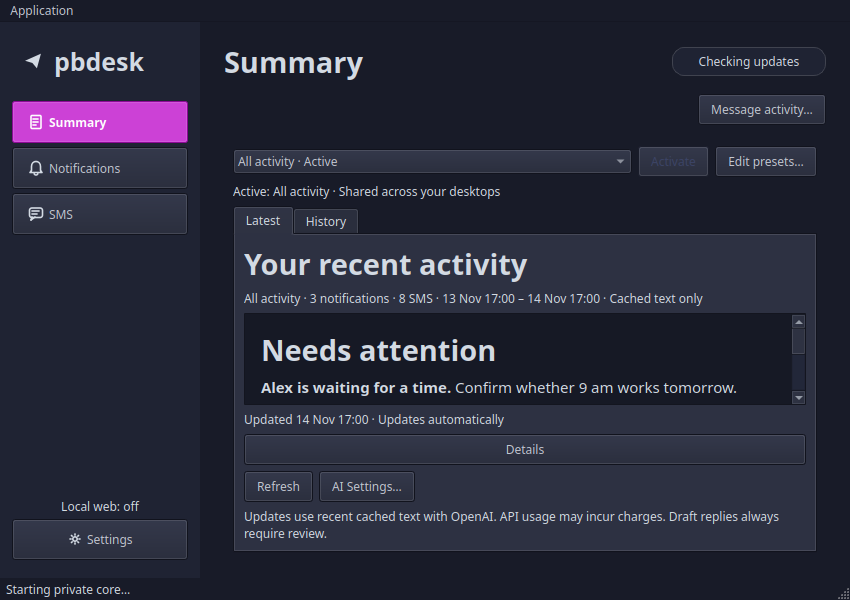 Application
pbdesk
Summary
Notifications
SMS
Local web: off
Settings
Starting private core...
Summary
Checking updates
Message activity...
All activity · Active
Activate
Edit presets...
Active: All activity · Shared across your desktops
Latest
History
Your recent activity
All activity · 3 notifications · 8 SMS · 13 Nov 17:00 – 14 Nov 17:00 · Cached text only
Needs attention
Alex is waiting for a time. Confirm whether 9 am works tomorrow.
Updated 14 Nov 17:00 · Updates automatically
Details
Refresh
AI Settings...
Updates use recent cached text with OpenAI. API usage may incur charges. Draft replies always
require review.